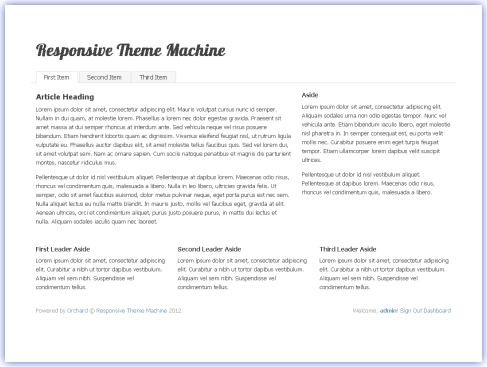 Responsive Theme Machine
First Item Second Item Third Item
Article Heading
Lorem ipsum dolor sit amet, consectetur adipiscing elit. Mauris volutpat cursus nunc id semper.
Nullam in dui quam, at molestie lorem. Phasellus a lorem nec dolor egestas gravida. Praesent sit
amet massa at dui semper rhoncus at interdum ante. Sed vehicula neque vel risus posuere
bibendum. Etiam hendrerit lobortis quam ac dignissim. Vivamus eleifend feugiat nisl, ut rutrum ligula
vulputate eu. Phasellus auctor dapibus elit, sit amet molestie tellus faucibus quis. Sed vel lorem dui,
sit amet volutpat sem. Nam ac ornare sapien. Cum sociis natoque penatibus et magnis dis parturient
montes, nascetur ridiculus mus.
Pellentesque ut dolor id nisl vestibulum aliquet. Pellentesque at dapibus lorem. Maecenas odio risus,
rhoncus vel condimentum quis, malesuada a libero. Nulla in leo libero, ultricies gravida felis. Ut
semper, odio sit amet faucibus euismod, dolor metus pulvinar neque, eget porta purus mi nec sem.
Nulla aliquet lectus eu nulla mattis blandit. In mauris justo, mollis vel faucibus eget, gravida at elit.
Aenean ultrices, orci et condimentum aliquet, purus justo posuere purus, in mattis dui lectus et
nulla. Aliquam sodales iaculis quam nec laoreet.
Aside
Lorem ipsum dolor sit amet, consectetur adipiscing elit.
Aliquam sodales urna non odio egestas tempor. Nunc vel
vehicula ante. Etiam bibendum iaculis libero, eget molestie
nisl pharetra in. In semper consequat est, eu porta velit
mollis nec. Curabitur posuere enim eget turpis feugiat
tempor. Etiam ullamcorper lorem dapibus velit suscipit
ultrices.
Pellentesque ut dolor id nisl vestibulum aliquet.
Pellentesque at dapibus lorem. Maecenas odio risus,
rhoncus vel condimentum quis, malesuada a libero.
First Leader Aside
Lorem ipsum dolor sit amet, consectetur adipiscing
elit. Curabitur a nibh ut tortor dapibus vestibulum.
Aliquam vel sem nibh. Suspendisse vel
condimentum tellus.
Second Leader Aside
Lorem ipsum dolor sit amet, consectetur adipiscing
elit. Curabitur a nibh ut tortor dapibus vestibulum.
Aliquam vel sem nibh. Suspendisse vel
condimentum tellus.
Third Leader Aside
Lorem ipsum dolor sit amet, consectetur adipiscing
elit. Curabitur a nibh ut tortor dapibus vestibulum.
Aliquam vel sem nibh. Suspendisse vel
condimentum tellus.
Powered by Orchard © Responsive Theme Machine 2012.
Welcome, admin! Sign Out Dashboard